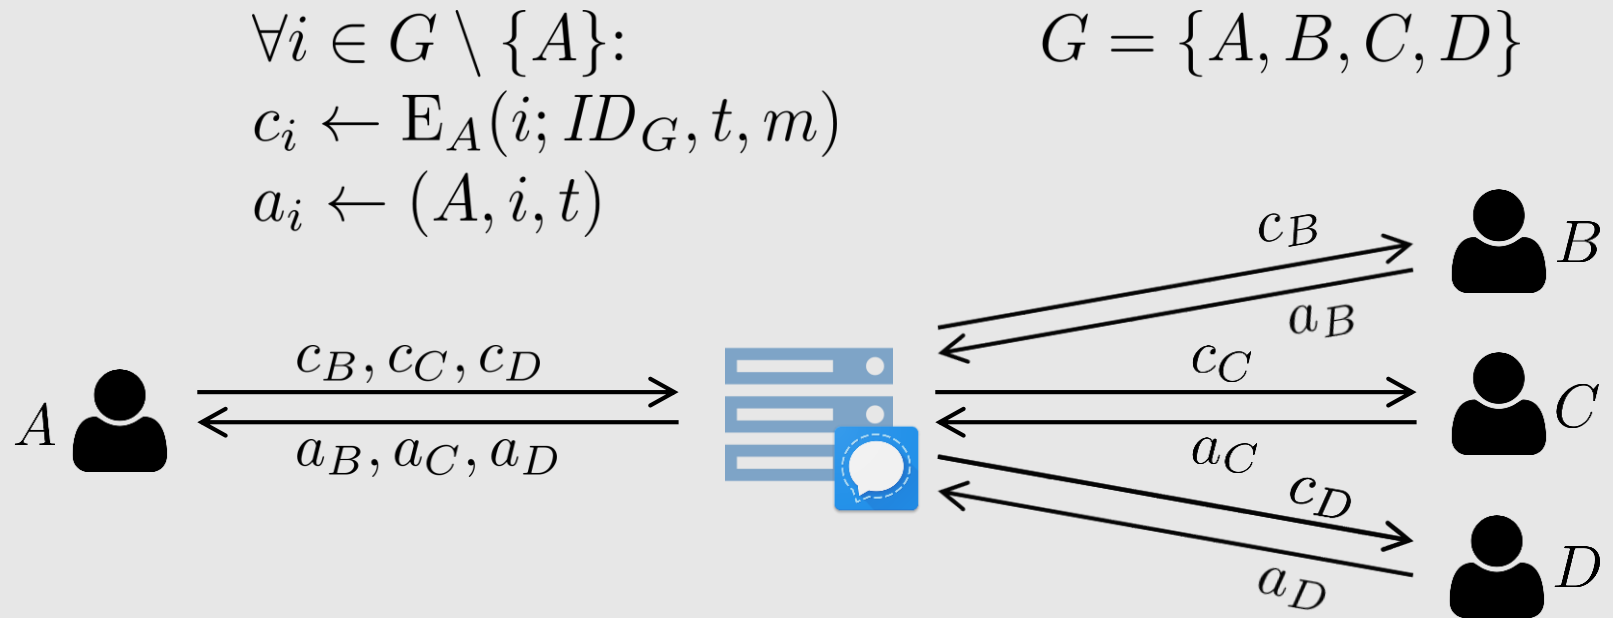 ∀i ∈ G \ {A}:
G = {A, B, C, D}
c_i ← E_A(i; ID_G, t, m)
a_i ← (A, i, t)
c_B
B
a_B
c_B, c_C, c_D
c_C
A
C
a_B, a_C, a_D
a_C
c_D
D
a_D